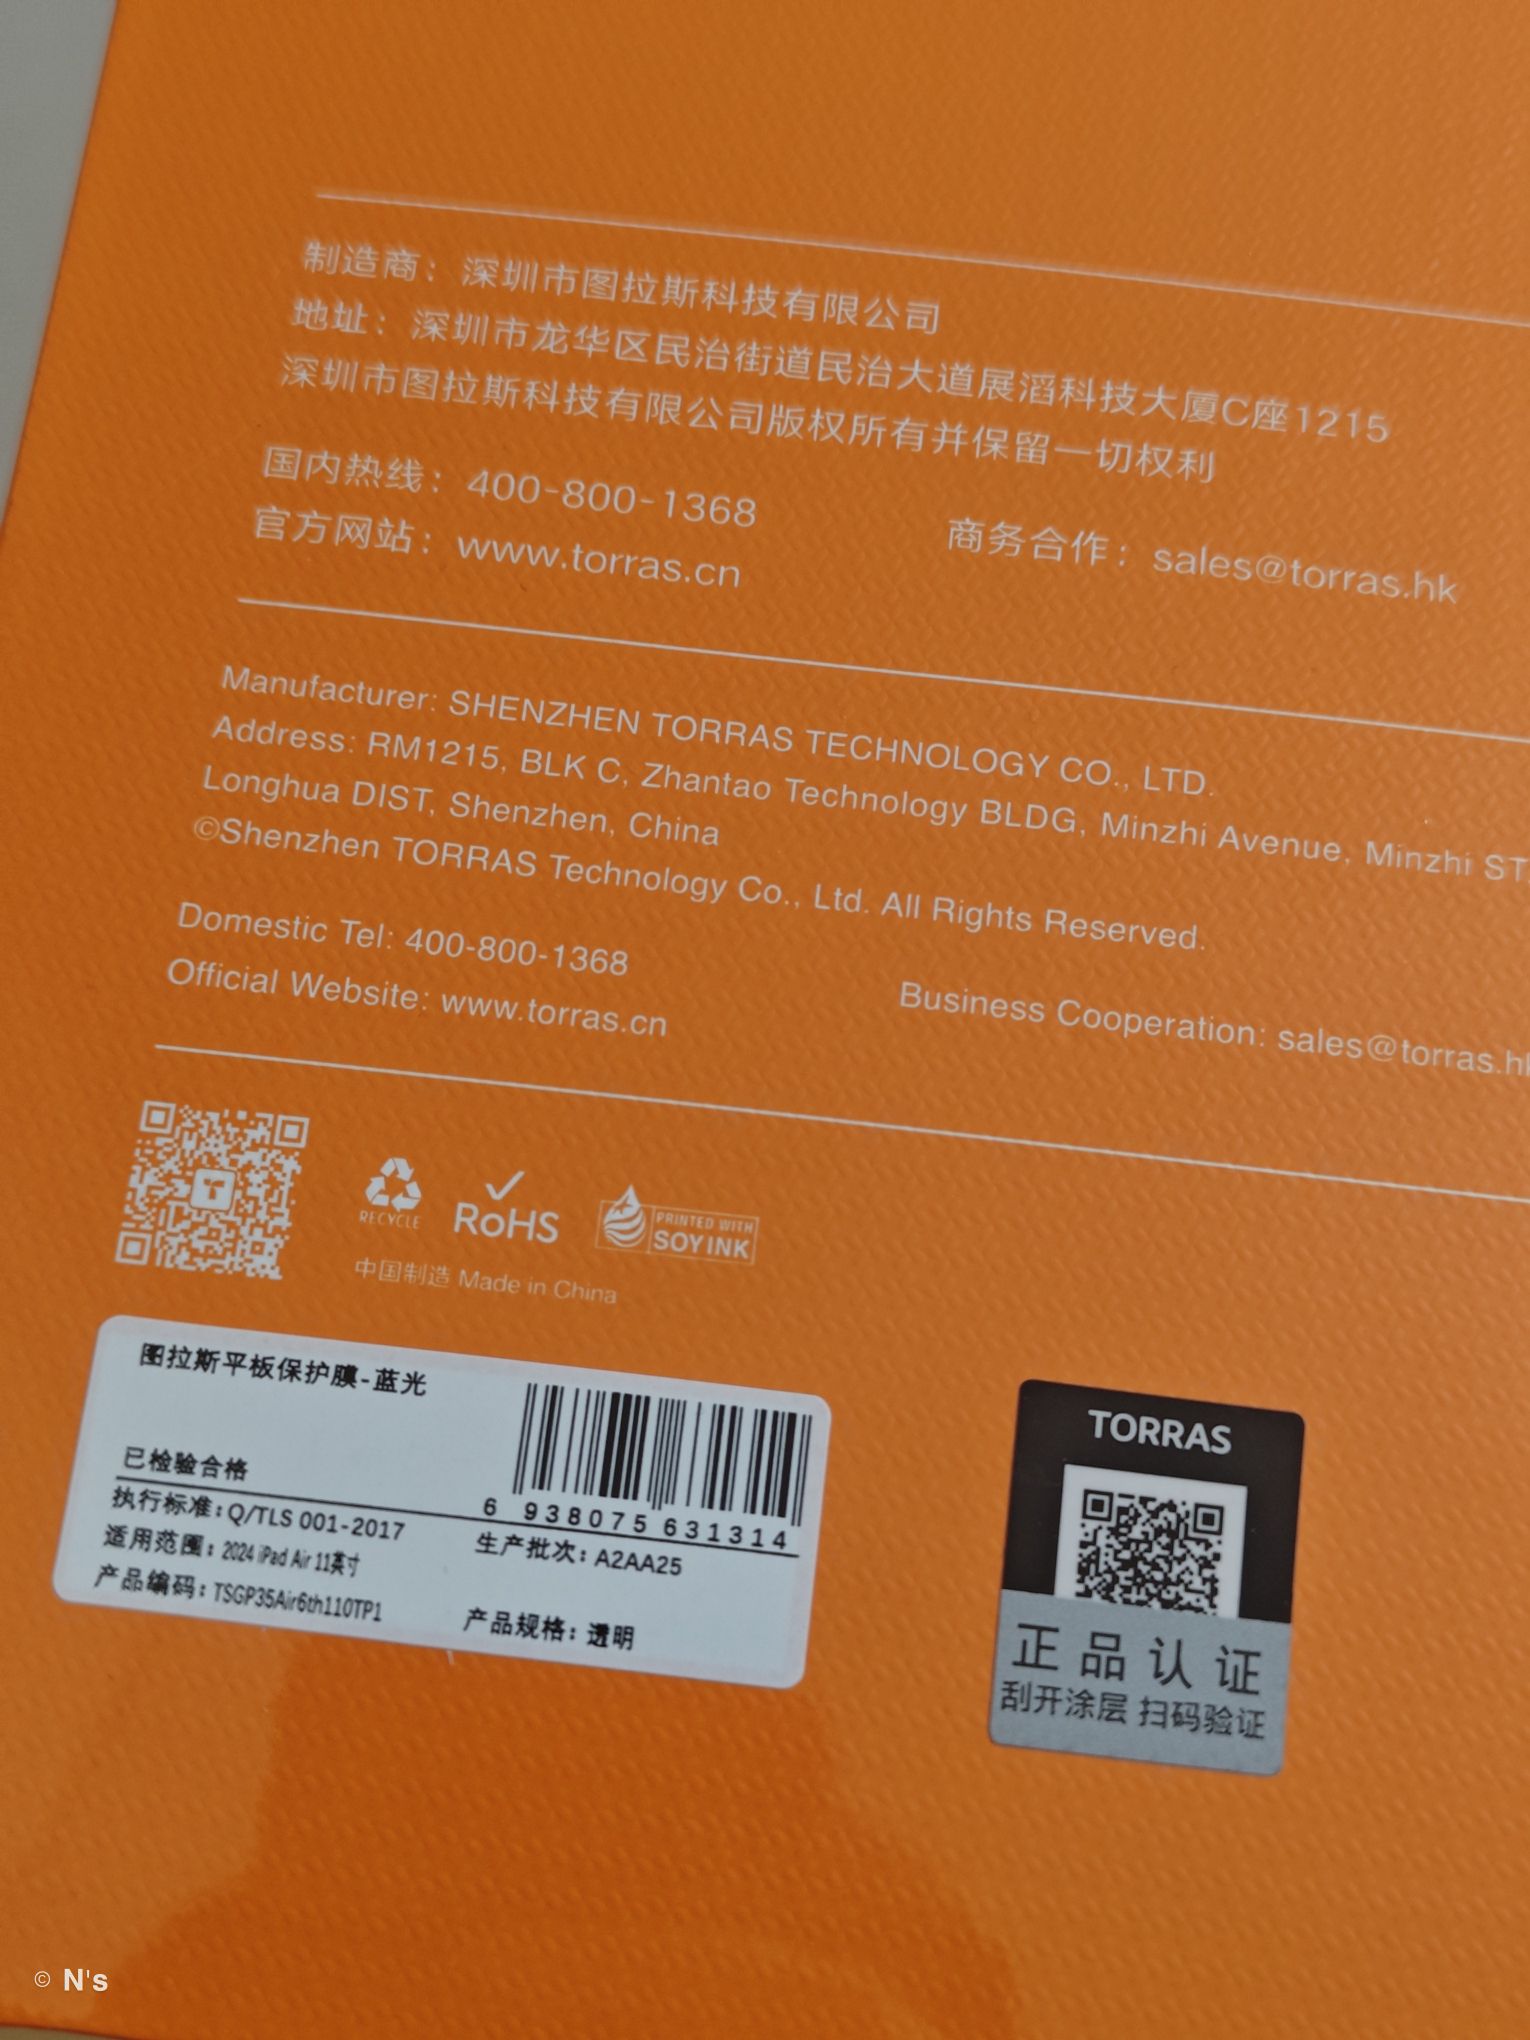 制造商：深圳市图拉斯科技有限公司
地址：深圳市龙华区民治街道民治大道展滔科技大厦C座1215
深圳市图拉斯科技有限公司版权所有并保留一切权利
国内热线：400-800-1368
官方网站：www.torras.cn
商务合作：sales@torras.hk
Manufacturer: SHENZHEN TORRAS TECHNOLOGY CO., LTD.
Address: RM1215, BLK C, Zhantao Technology BLDG, Minzhi Avenue, Minzhi ST
Longhua DIST, Shenzhen, China
©Shenzhen TORRAS Technology Co., Ltd. All Rights Reserved.
Domestic Tel: 400-800-1368
Official Website: www.torras.cn
Business Cooperation: sales@torras.h
RECYCLE
RoHS
PRINTED WITH
SOY INK
中国制造 Made in China
图拉斯平板保护膜-蓝光
已检验合格
6 938075 631314
执行标准：Q/TLS 001-2017
生产批次：A2AA25
适用范围：2024 iPad Air 11英寸
产品编码：TSGP35Air6th110TP1
产品规格：透明
TORRAS
正品认证
刮开涂层 扫码验证
© N's